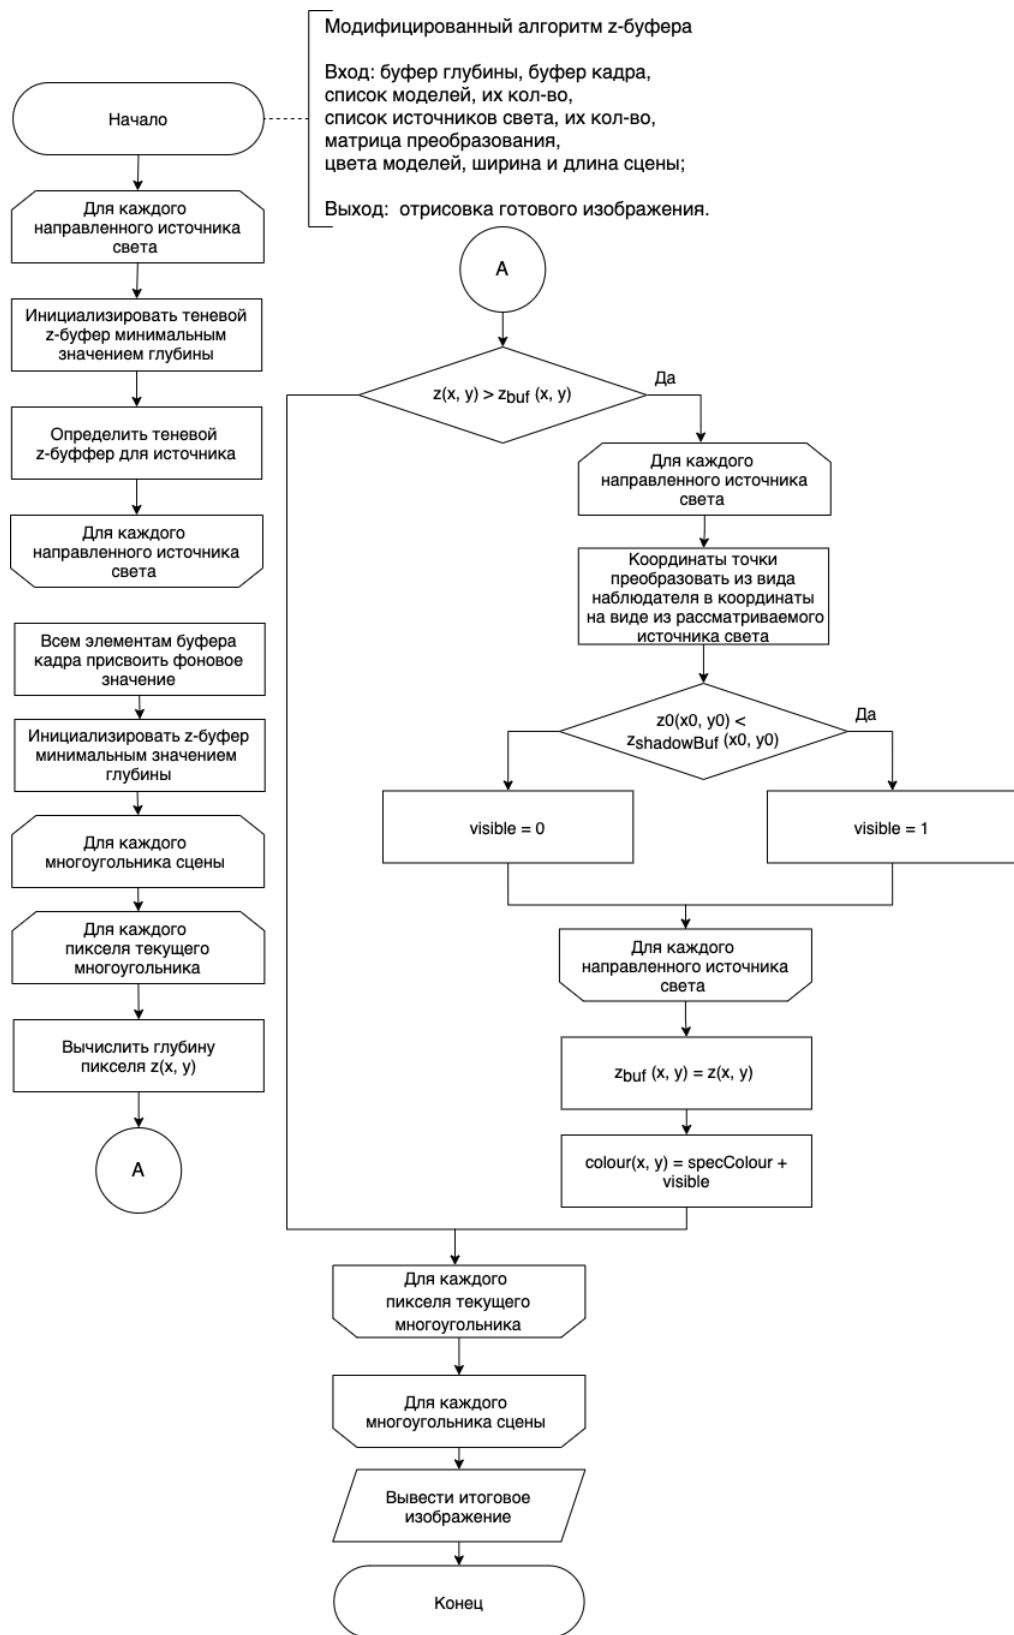 Модифицированный алгоритм z-буфера
Вход: буфер глубины, буфер кадра,
список моделей, их кол-во,
список источников света, их кол-во,
матрица преобразования,
цвета моделей, ширина и длина сцены;
Выход: отрисовка готового изображения.
Начало
Для каждого
направленного источника
света
Инициализировать теневой
z-буфер минимальным
значением глубины
Определить теневой
z-буффер для источника
Для каждого
направленного источника
света
Всем элементам буфера
кадра присвоить фоновое
значение
Инициализировать z-буфер
минимальным значением
глубины
Для каждого
многоугольника сцены
Для каждого
пикселя текущего
многоугольника
Вычислить глубину
пикселя z(x, y)
A
A
z(x, y) > zbuf (x, y)
Да
Для каждого
направленного источника
света
Координаты точки
преобразовать из вида
наблюдателя в координаты
на виде из рассматриваемого
источника света
z0(x0, y0) <
zshadowBuf (x0, y0)
Да
visible = 0
visible = 1
Для каждого
направленного источника
света
zbuf (x, y) = z(x, y)
colour(x, y) = specColour +
visible
Для каждого
пикселя текущего
многоугольника
Для каждого
многоугольника сцены
Вывести итоговое
изображение
Конец